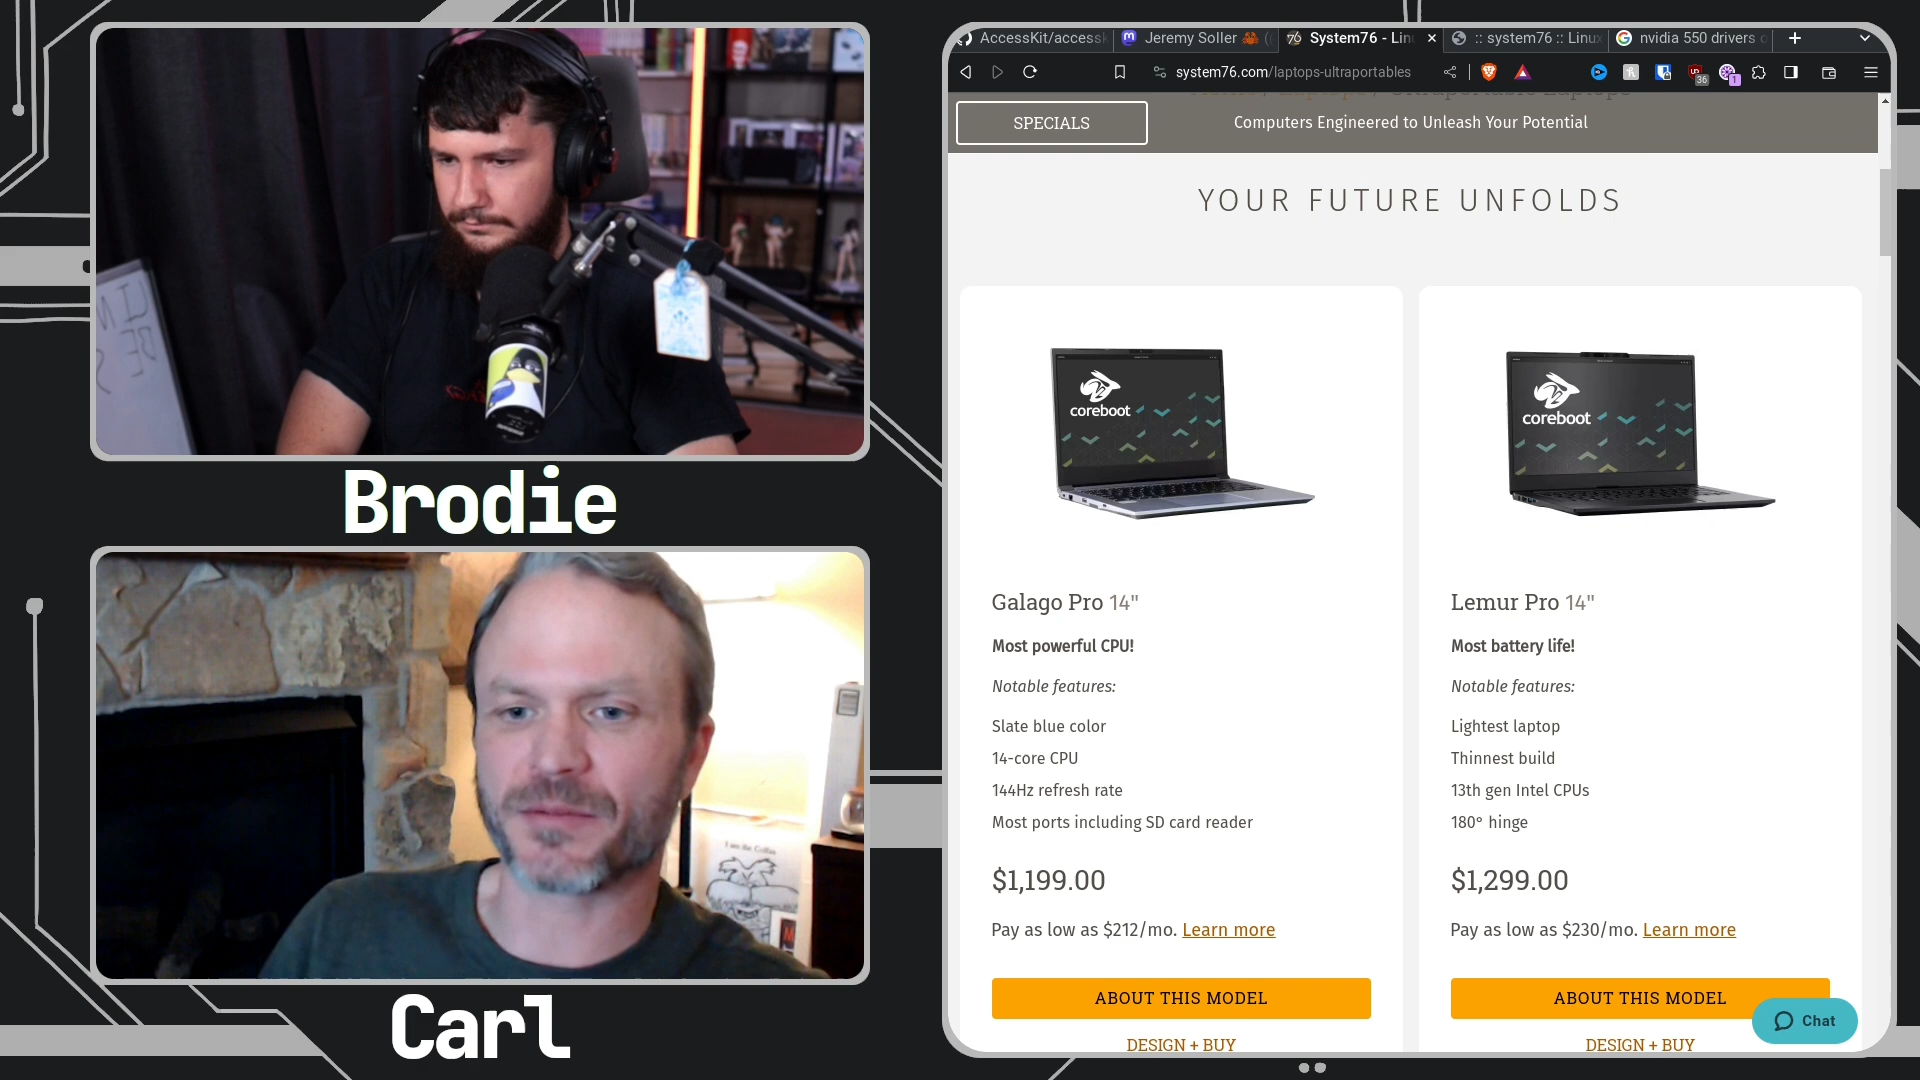 AccessKit/access
Jeremy Soller 🦀 (
System76 - Lin
:: system76 :: Linu
nvidia 550 drivers
system76.com/laptops-ultraportables
36
1
SPECIALS
Computers Engineered to Unleash Your Potential
YOUR FUTURE UNFOLDS
coreboot
coreboot
Galago Pro 14"
Most powerful CPU!
Notable features:
Slate blue color
14-core CPU
144Hz refresh rate
Most ports including SD card reader
$1,199.00
Pay as low as $212/mo. Learn more
ABOUT THIS MODEL
DESIGN + BUY
Lemur Pro 14"
Most battery life!
Notable features:
Lightest laptop
Thinnest build
13th gen Intel CPUs
180° hinge
$1,299.00
Pay as low as $230/mo. Learn more
ABOUT THIS MODEL
DESIGN + BUY
Chat
Brodie
I am the
Carl